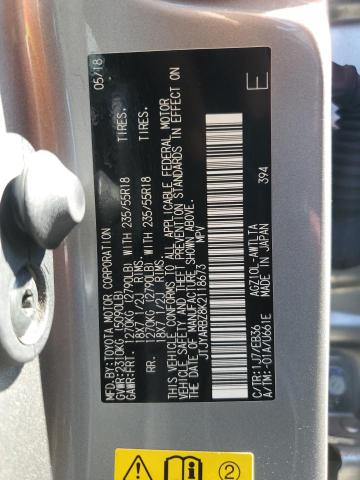 MFD.BY:TOYOTA MOTOR CORPORATION 05/18
GVWR:2310KG (5090LB)
GAWR:FRT. 1270KG (2790LB) WITH 235/55R18 TIRES.
18X7 1/2J RIMS.
RR. 1270KG (2790LB) WITH 235/55R18 TIRES.
18X7 1/2J RIMS.
THIS VEHICLE CONFORMS TO ALL APPLICABLE FEDERAL MOTOR
VEHICLE SAFETY AND THEFT PREVENTION STANDARDS IN EFFECT ON
THE DATE OF MANUFACTURE SHOWN ABOVE.
JTJYARBZ8K2118673 MPV
E
C/TR:1J7/EB36 AGZ10L-AWTLTA 394
A/TM:-01A/U661E MADE IN JAPAN
2